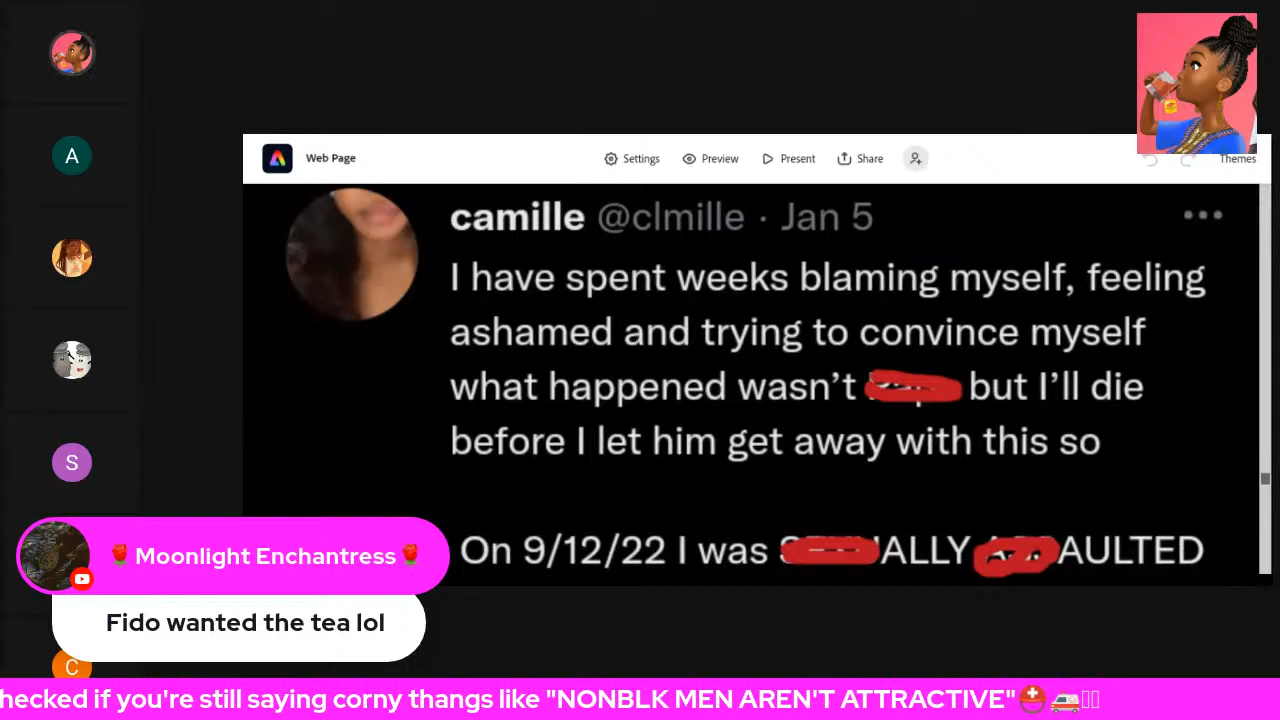 Web Page
Settings
Preview
Present
Share
Themes
camille @clmille · Jan 5
I have spent weeks blaming myself, feeling
ashamed and trying to convince myself
what happened wasn't but I'll die
before I let him get away with this so
On 9/12/22 I was ALLY AULTED
A
S
C
🌹Moonlight Enchantress🌹
Fido wanted the tea lol
hecked if you're still saying corny thangs like "NONBLK MEN AREN'T ATTRACTIVE"⛑️🚑